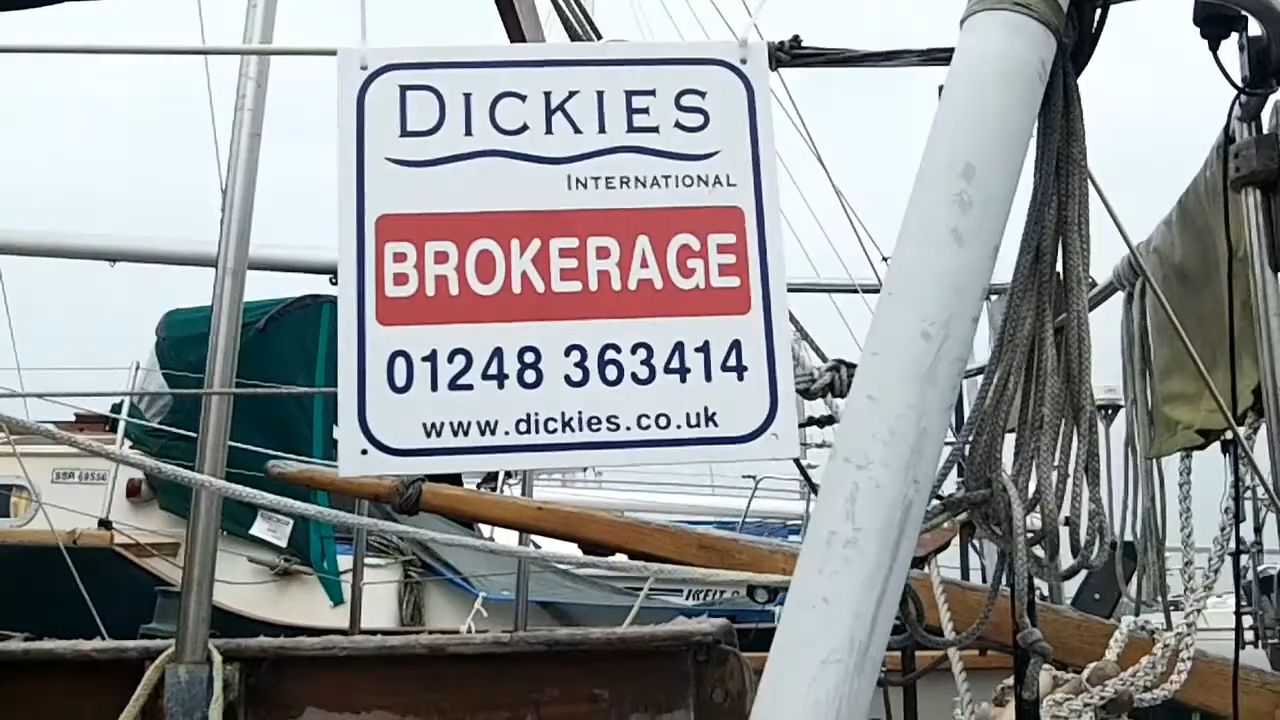 DICKIES
INTERNATIONAL
BROKERAGE
01248 363414
www.dickies.co.uk